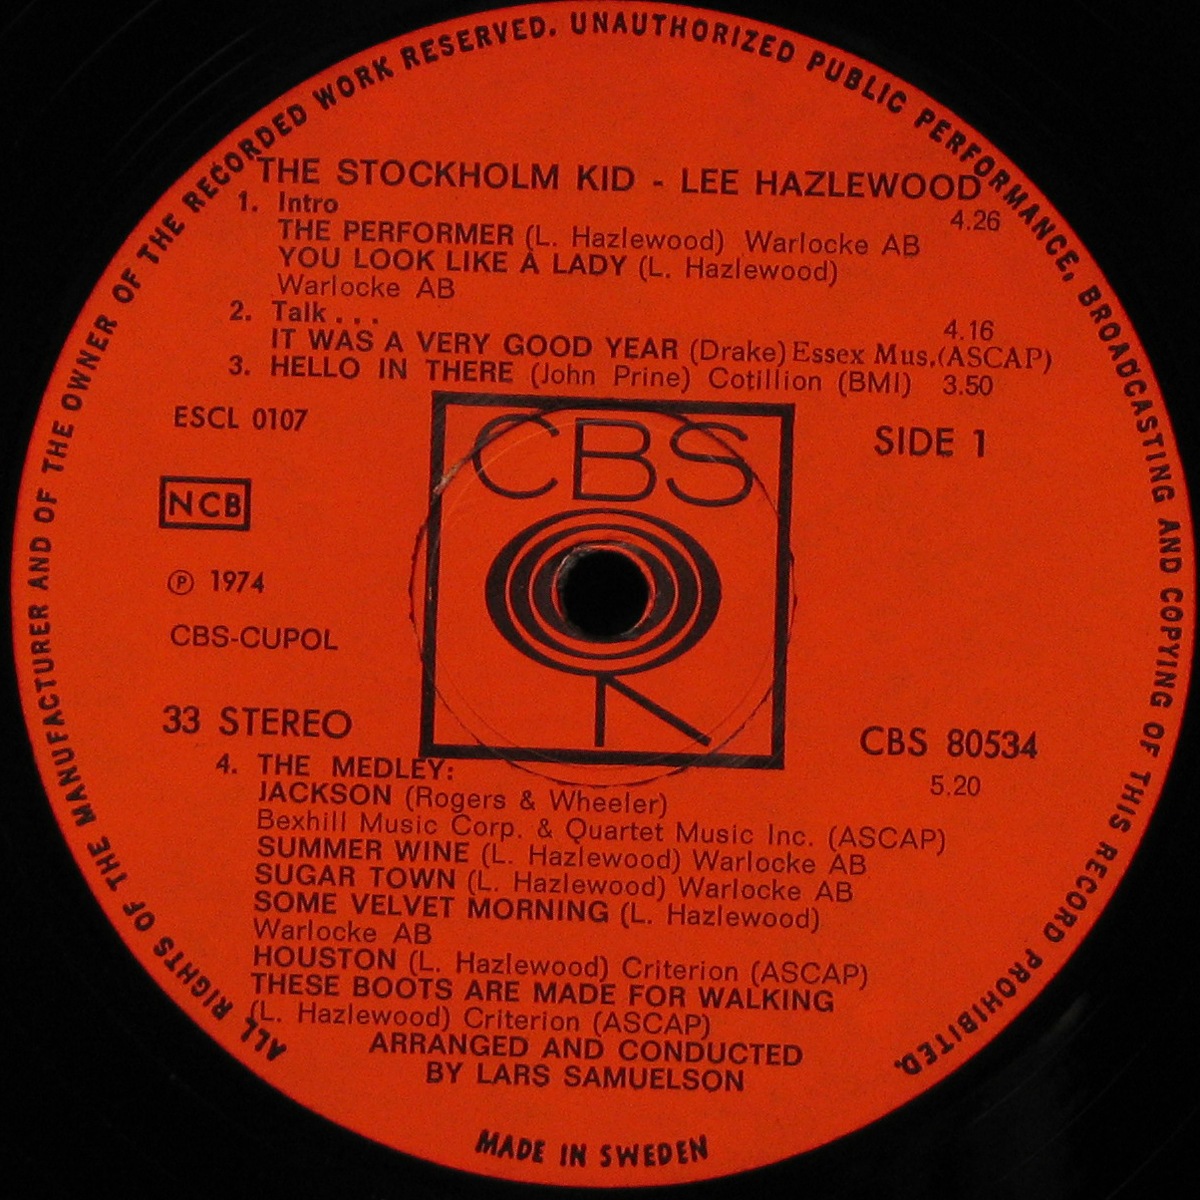 ALL RIGHTS OF THE MANUFACTURER AND OF THE OWNER OF THE RECORDED WORK RESERVED. UNAUTHORIZED PUBLIC PERFORMANCE, BROADCASTING AND COPYING OF THIS RECORD PROHIBITED.
THE STOCKHOLM KID - LEE HAZLEWOOD
1. Intro 4.26
THE PERFORMER (L. Hazlewood) Warlocke AB
YOU LOOK LIKE A LADY (L. Hazlewood)
Warlocke AB
2. Talk . . . 4.16
IT WAS A VERY GOOD YEAR (Drake) Essex Mus.(ASCAP)
3. HELLO IN THERE (John Prine) Cotillion (BMI) 3.50
ESCL 0107
CBS
SIDE 1
NCB
Ⓟ 1974
CBS-CUPOL
33 STEREO
CBS 80534
4. THE MEDLEY: 5.20
JACKSON (Rogers & Wheeler)
Bexhill Music Corp. & Quartet Music Inc. (ASCAP)
SUMMER WINE (L. Hazlewood) Warlocke AB
SUGAR TOWN (L. Hazlewood) Warlocke AB
SOME VELVET MORNING (L. Hazlewood)
Warlocke AB
HOUSTON (L. Hazlewood) Criterion (ASCAP)
THESE BOOTS ARE MADE FOR WALKING
(L. Hazlewood) Criterion (ASCAP)
ARRANGED AND CONDUCTED
BY LARS SAMUELSON
MADE IN SWEDEN